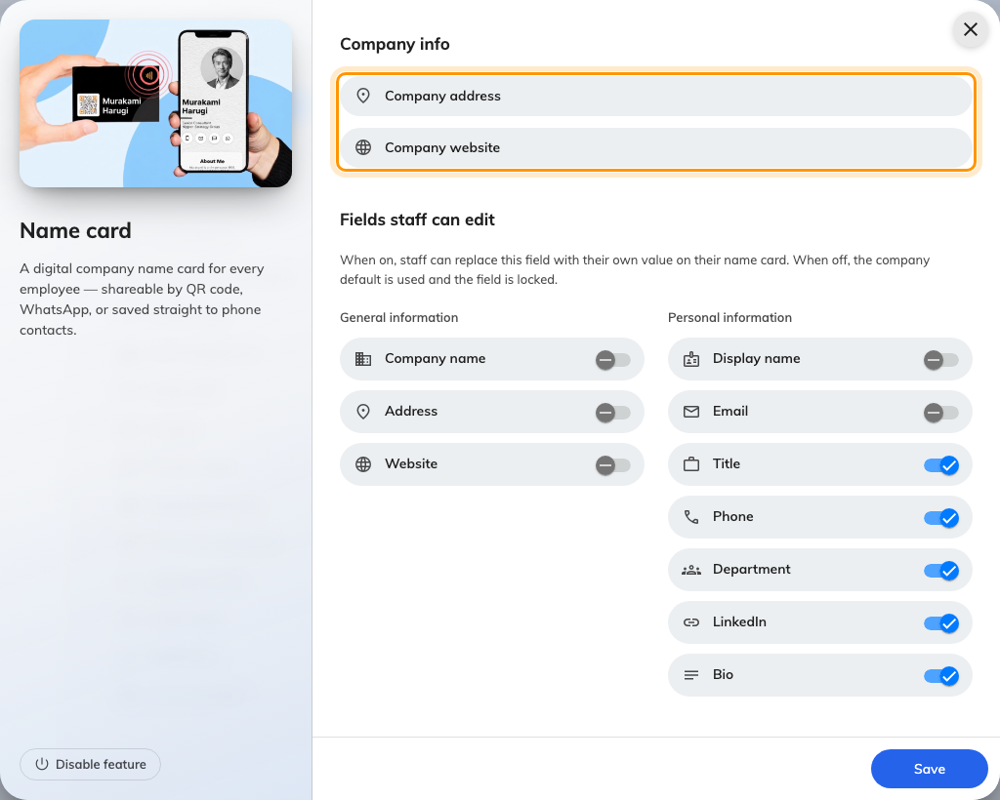 Murakami
Harugi
Murakami
Harugi
About Me
Name card
A digital company name card for every
employee — shareable by QR code,
WhatsApp, or saved straight to phone
contacts.
Disable feature
Company info
Company address
Company website
Fields staff can edit
When on, staff can replace this field with their own value on their name card. When off, the company
default is used and the field is locked.
General information
Company name
Address
Website
Personal information
Display name
Email
Title
Phone
Department
LinkedIn
Bio
Save